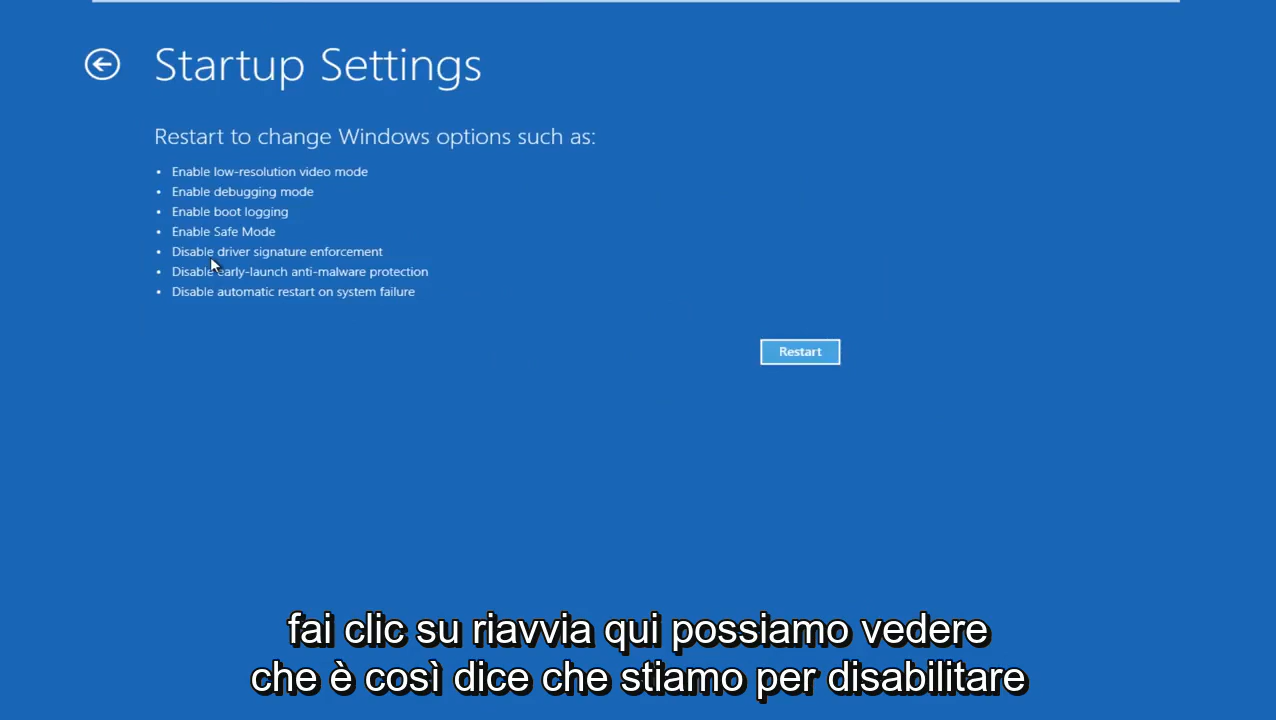 Startup Settings
Restart to change Windows options such as:
• Enable low-resolution video mode
• Enable debugging mode
• Enable boot logging
• Enable Safe Mode
• Disable driver signature enforcement
• Disable early-launch anti-malware protection
• Disable automatic restart on system failure
Restart
fai clic su riavvia qui possiamo vedere
che è così dice che stiamo per disabilitare